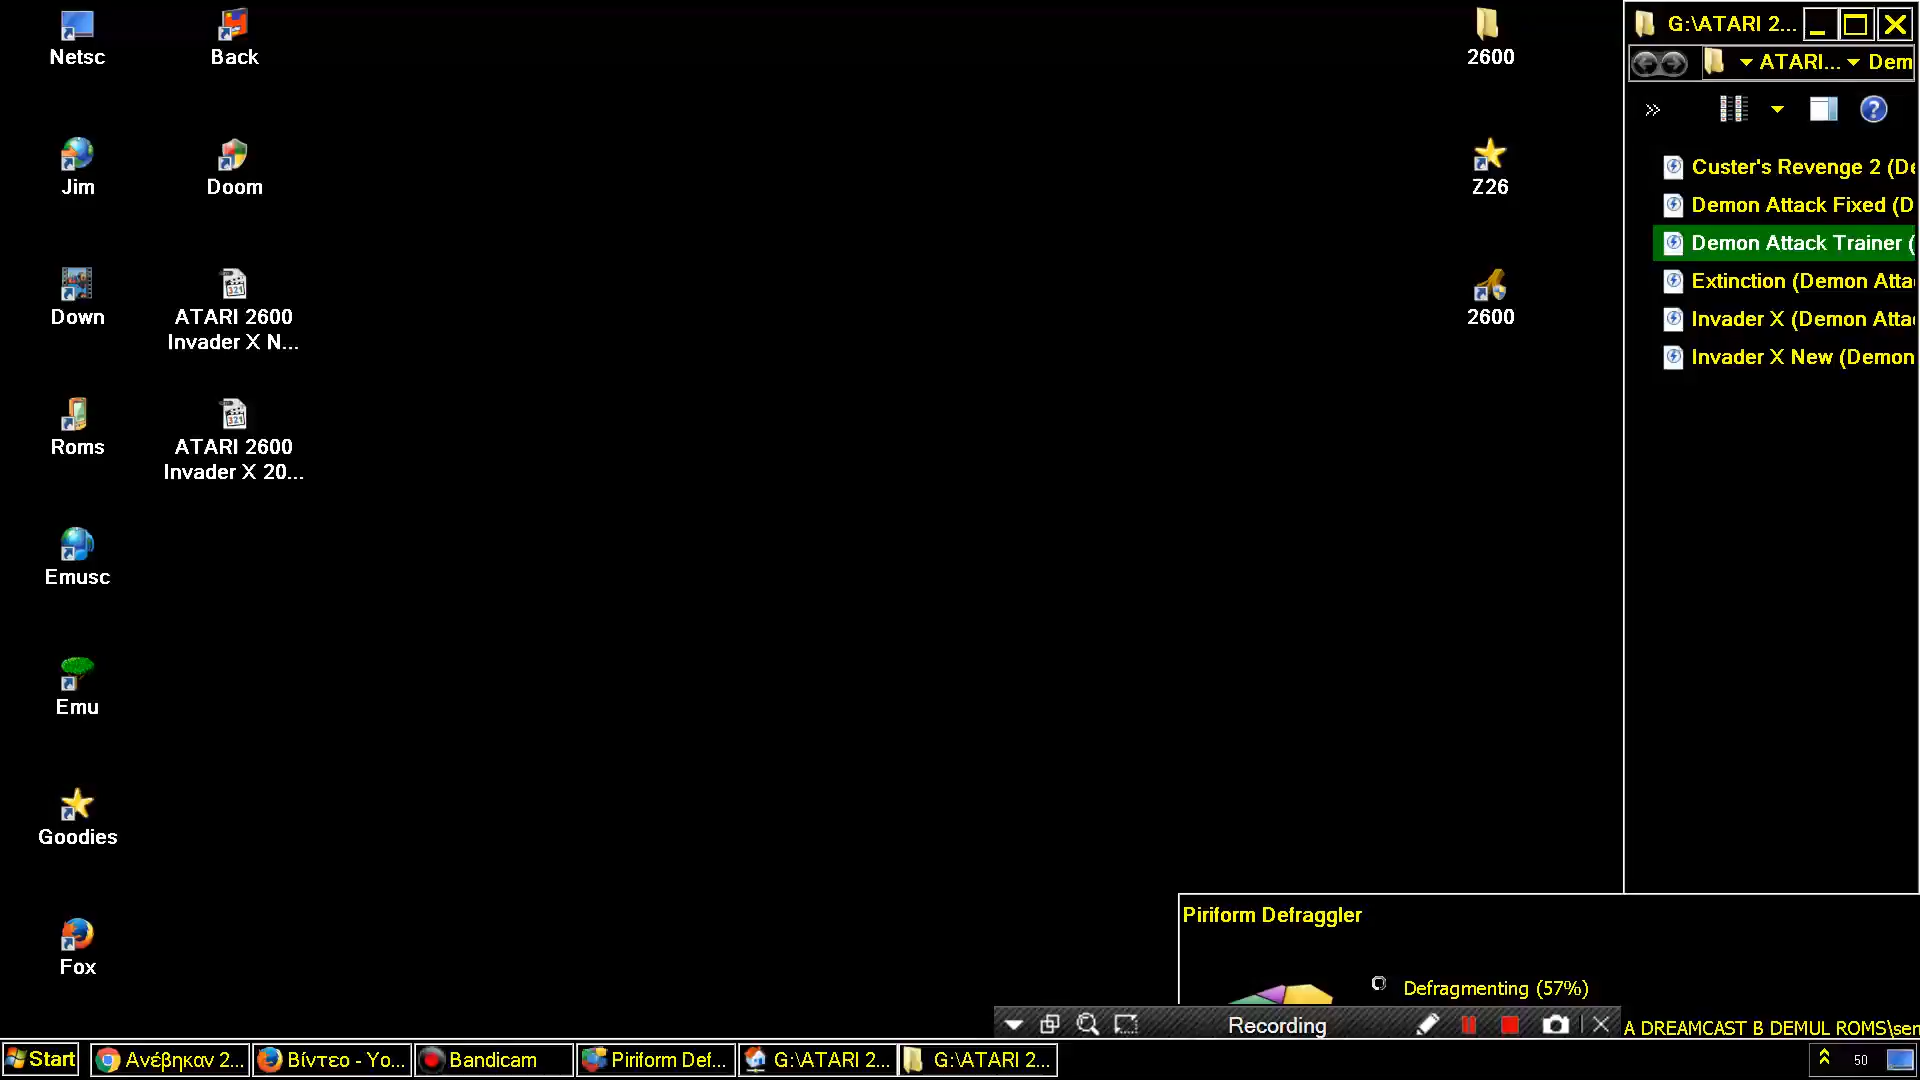 Netsc
Back
Jim
Doom
Down
ATARI 2600
Invader X N...
Roms
ATARI 2600
Invader X 20...
Emusc
Emu
Goodies
Fox
2600
Z26
2600
G:\ATARI 2...
ATARI...
Dem
»
Custer's Revenge 2 (De
Demon Attack Fixed (D
Demon Attack Trainer (
Extinction (Demon Atta
Invader X (Demon Atta
Invader X New (Demon
Piriform Defraggler
Defragmenting (57%)
Recording
A DREAMCAST B DEMUL ROMS\ser
Start
Ανέβηκαν 2...
Βίντεο - Yo...
Bandicam
Piriform Def...
G:\ATARI 2...
G:\ATARI 2...
50